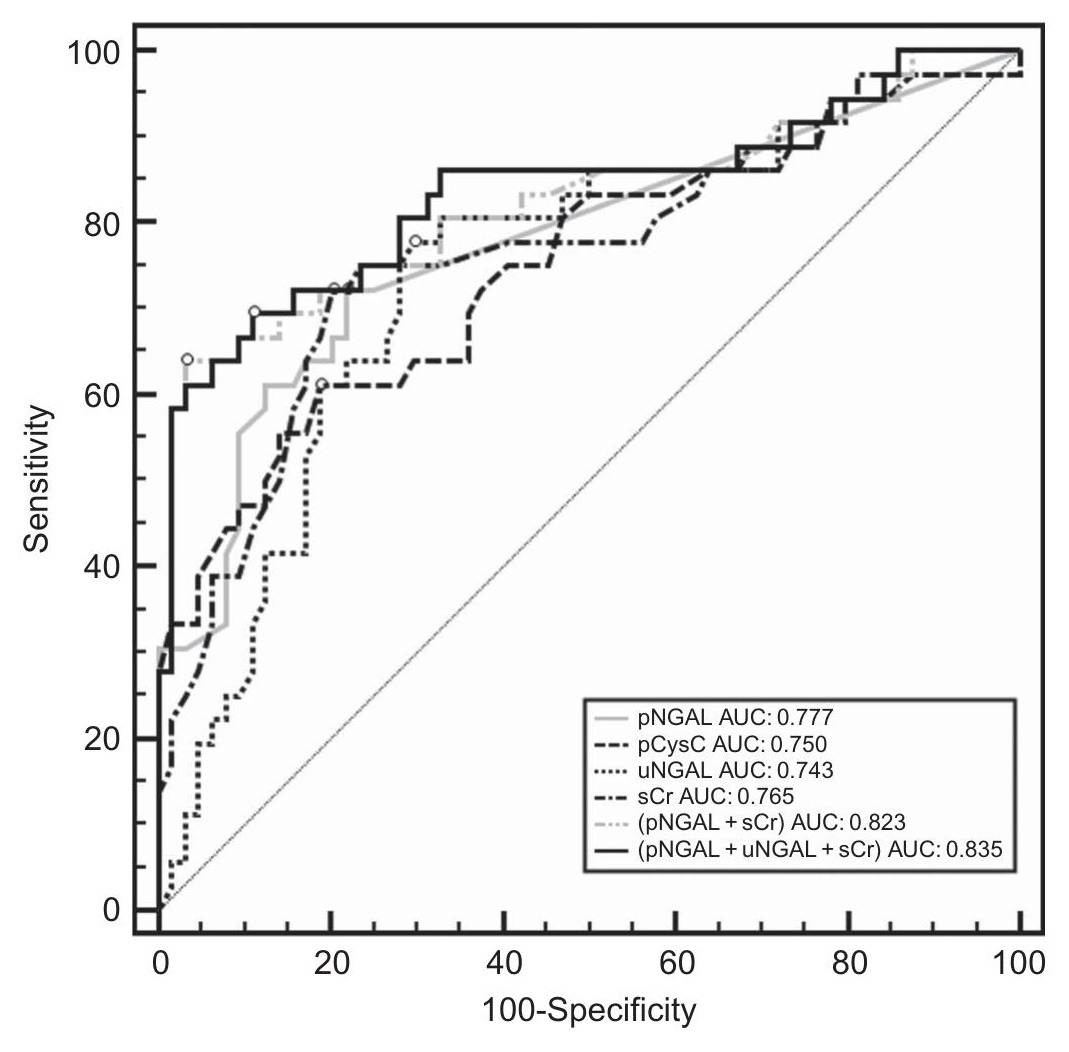 100
80
60
40
20
0
Sensitivity
pNGAL AUC: 0.777
pCysC AUC: 0.750
uNGAL AUC: 0.743
sCr AUC: 0.765
(pNGAL + sCr) AUC: 0.823
(pNGAL + uNGAL + sCr) AUC: 0.835
0 20 40 60 80 100
100-Specificity